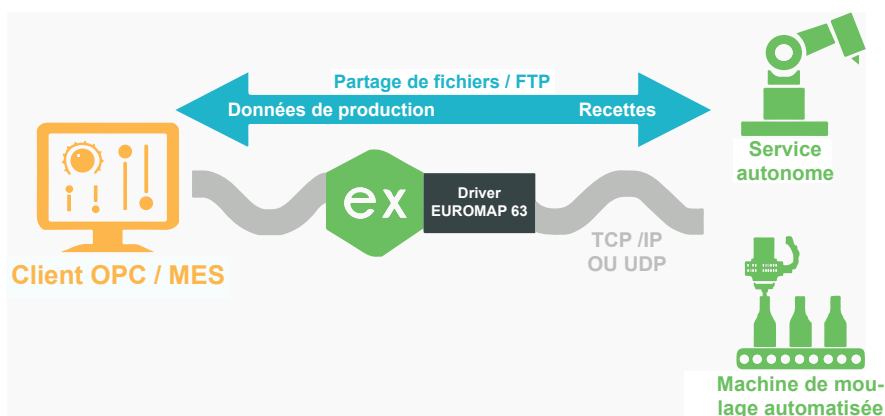 Partage de fichiers / FTP
Données de production Recettes
Service
autonome
ex
Driver
EUROMAP 63
TCP /IP
OU UDP
Client OPC / MES
Machine de mou-
lage automatisée